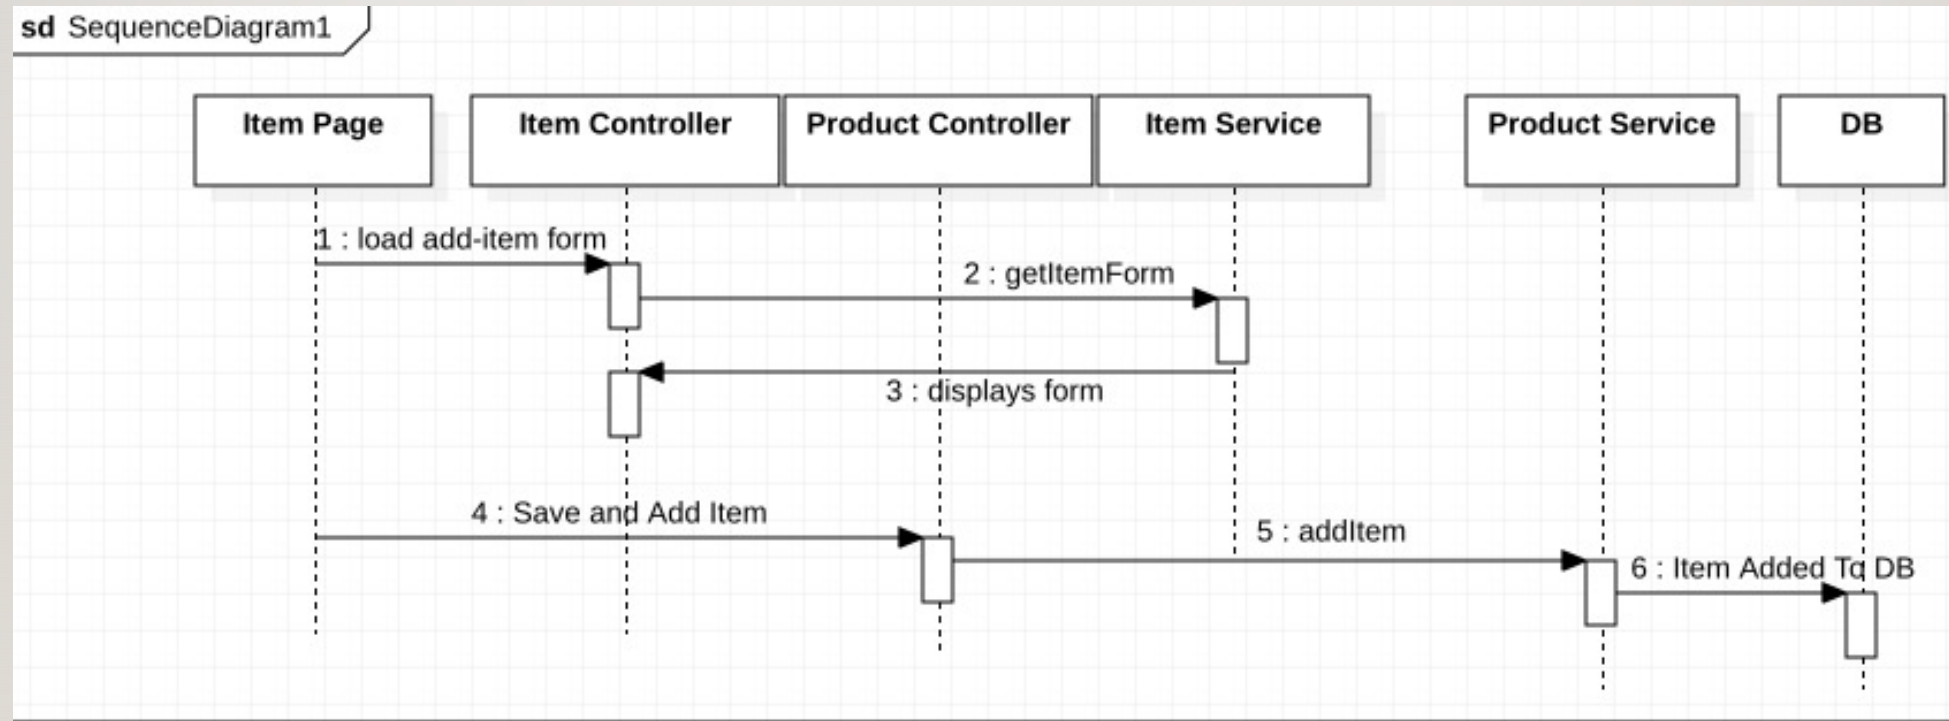 sd SequenceDiagram1
Item Page
Item Controller
Product Controller
Item Service
Product Service
DB
1 : load add-item form
2 : getItemForm
3 : displays form
4 : Save and Add Item
5 : addItem
6 : Item Added To DB